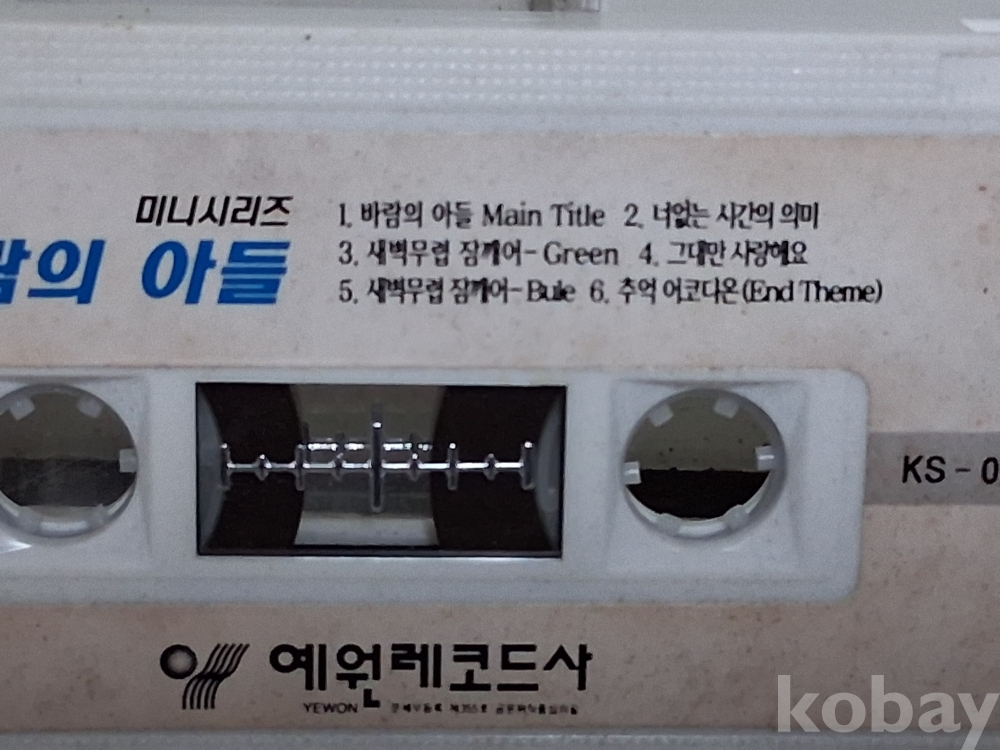 미니시리즈
람의 아들
1. 바람의 아들 Main Title 2. 너없는 시간의 의미
3. 새벽무렵 잠깨어- Green 4. 그대만 사랑해요
5. 새벽무렵 잠깨어- Bule 6. 추억 어코디온(End Theme)
KS - 0
예원레코드사
YEWON
kobay